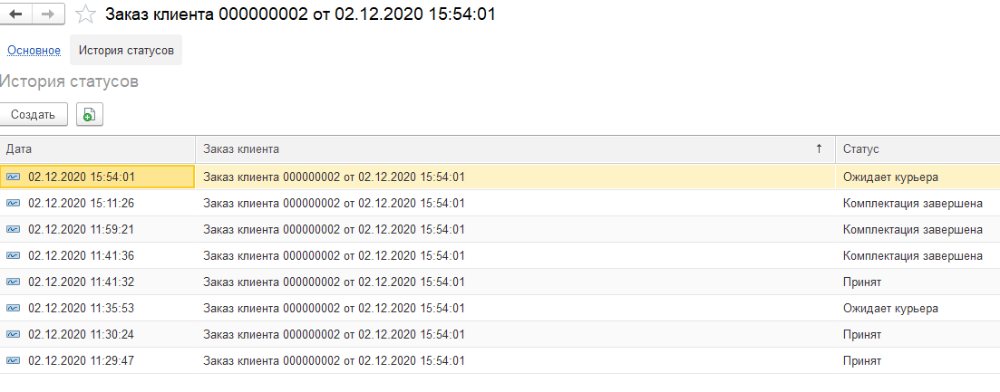 Заказ клиента 000000002 от 02.12.2020 15:54:01
Основное История статусов
История статусов
Создать
Дата Заказ клиента ↑ Статус
02.12.2020 15:54:01 Заказ клиента 000000002 от 02.12.2020 15:54:01 Ожидает курьера
02.12.2020 15:11:26 Заказ клиента 000000002 от 02.12.2020 15:54:01 Комплектация завершена
02.12.2020 11:59:21 Заказ клиента 000000002 от 02.12.2020 15:54:01 Комплектация завершена
02.12.2020 11:41:36 Заказ клиента 000000002 от 02.12.2020 15:54:01 Комплектация завершена
02.12.2020 11:41:32 Заказ клиента 000000002 от 02.12.2020 15:54:01 Принят
02.12.2020 11:35:53 Заказ клиента 000000002 от 02.12.2020 15:54:01 Ожидает курьера
02.12.2020 11:30:24 Заказ клиента 000000002 от 02.12.2020 15:54:01 Принят
02.12.2020 11:29:47 Заказ клиента 000000002 от 02.12.2020 15:54:01 Принят